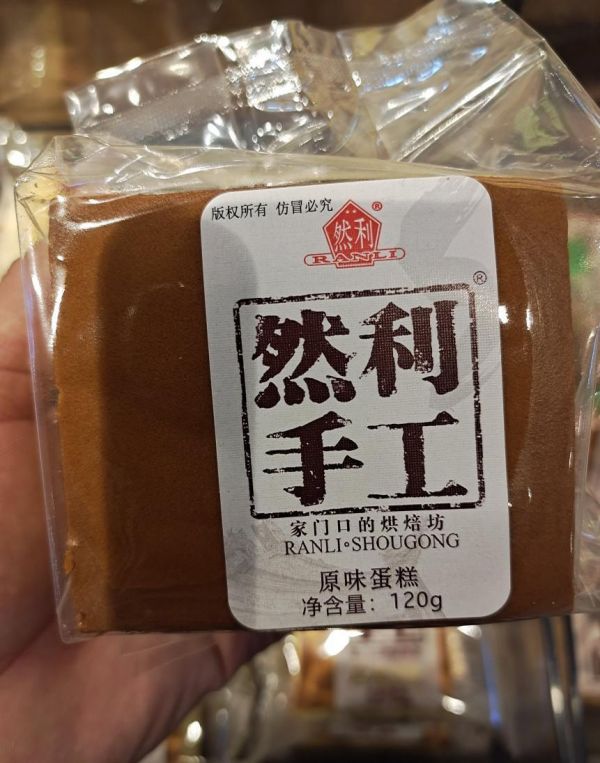 版权所有 仿冒必究
®
然利
RANLI
®
然利
手工
家门口的烘焙坊
RANLI•SHOUGONG
原味蛋糕
净含量：120g